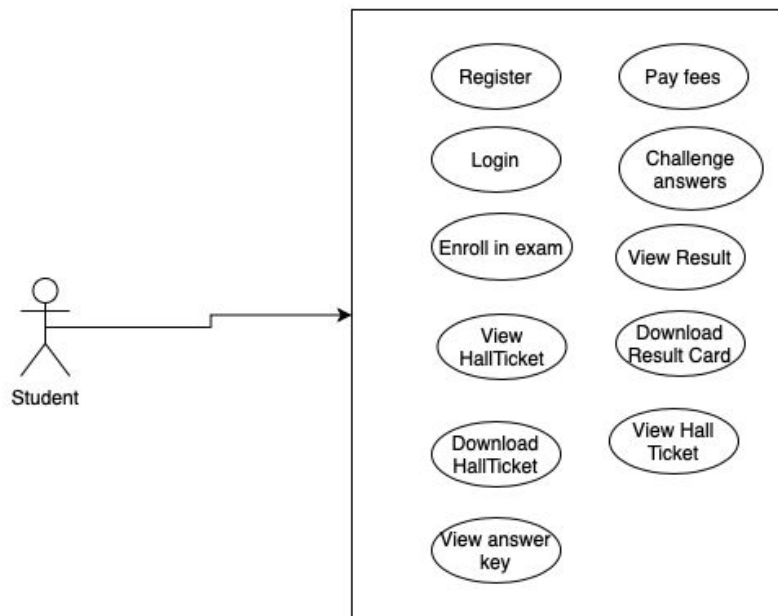 Register
Pay fees
Login
Challenge
answers
Enroll in exam
View Result
View
HallTicket
Download
Result Card
Student
Download
HallTicket
View Hall
Ticket
View answer
key